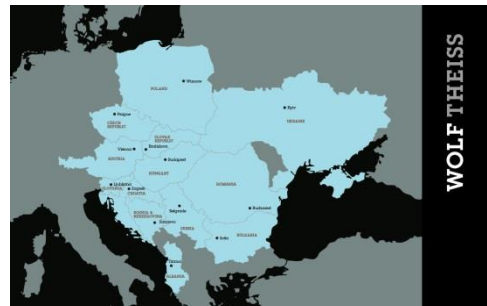 POLAND
Warsaw
Prague
CZECH
REPUBLIC
Kyiv
UKRAINE
SLOVAK
REPUBLIC
Vienna
Bratislava
AUSTRIA
Budapest
HUNGARY
Ljubljana
SLOVENIA
Zagreb
CROATIA
ROMANIA
BOSNIA &
HERZEGOVINA
Belgrade
Bucharest
Sarajevo
SERBIA
Sofia
BULGARIA
Tirana
ALBANIA
WOLF THEISS